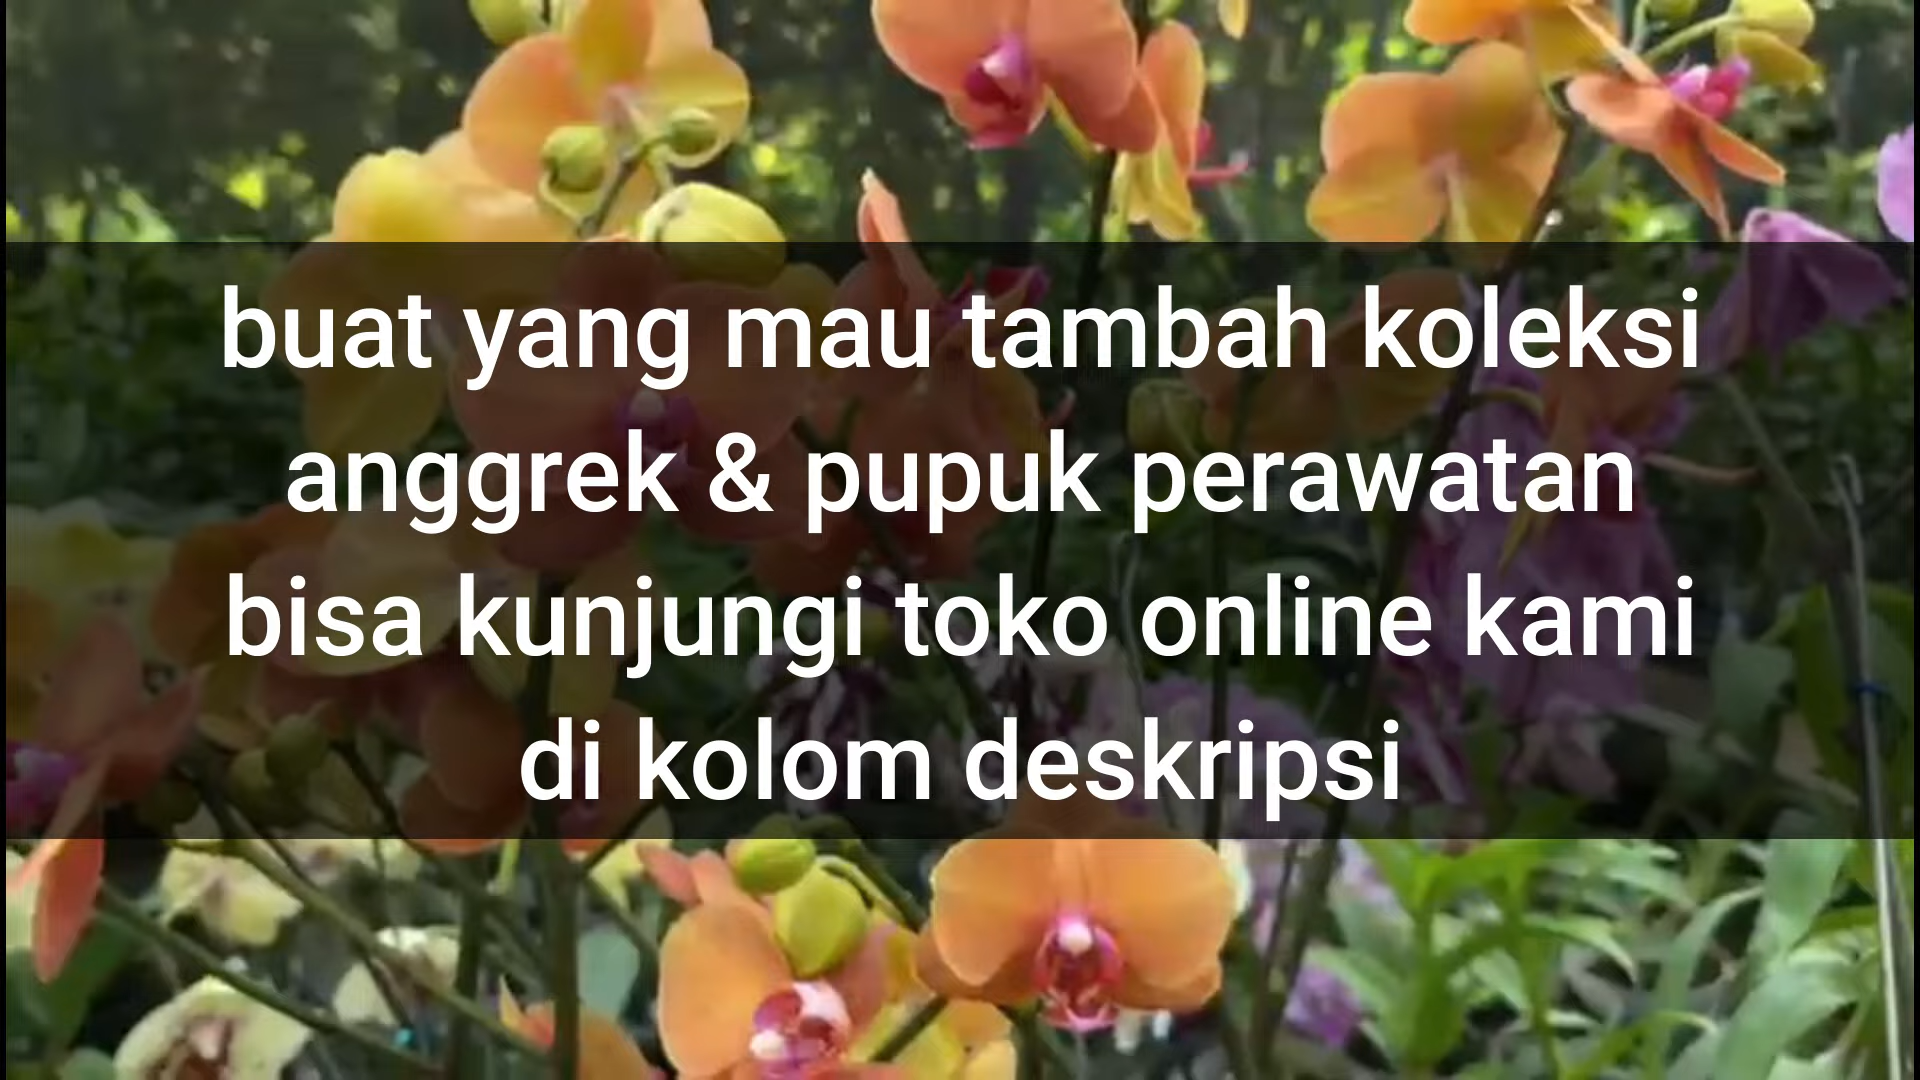 buat yang mau tambah koleksi
anggrek & pupuk perawatan
bisa kunjungi toko online kami
di kolom deskripsi